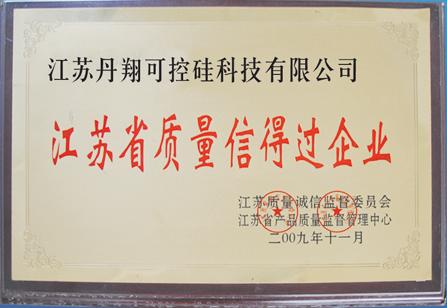 江苏丹翔可控硅科技有限公司
江苏省质量信得过企业
江苏质量诚信监督委员会
江苏省产品质量监督管理中心
二00九年十一月